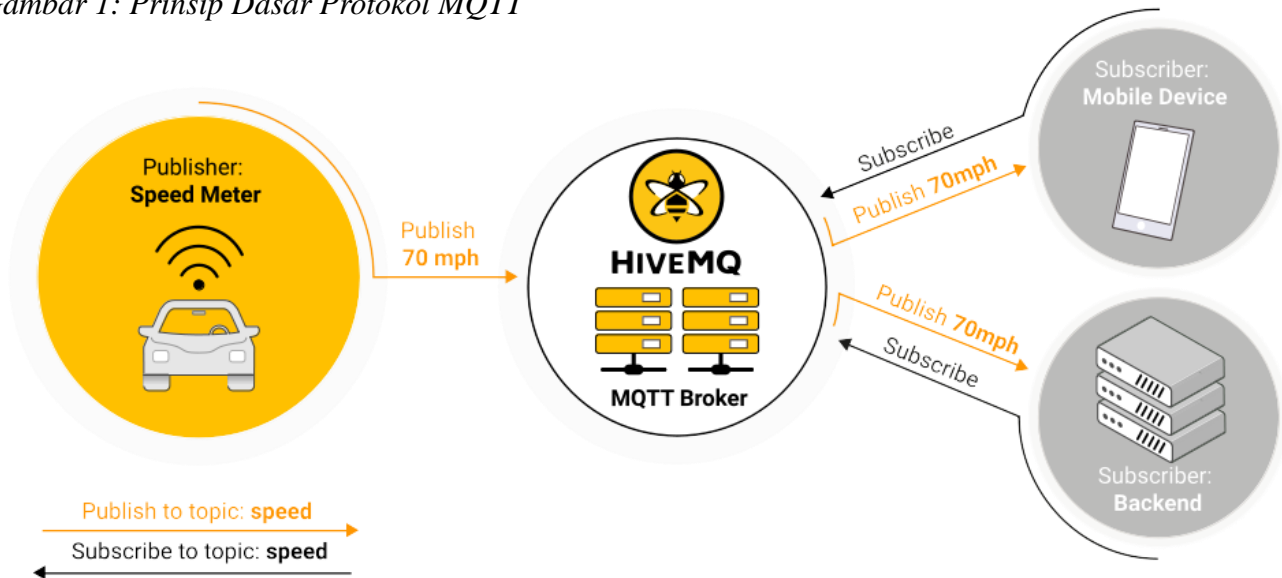 Gambar 1: Prinsip Dasar Protokol MQTT
Publisher:
Speed Meter
Publish
70 mph
HIVEMQ
MQTT Broker
Subscribe
Publish 70mph
Subscriber:
Mobile Device
Publish 70mph
Subscribe
Subscriber:
Backend
Publish to topic: speed
Subscribe to topic: speed